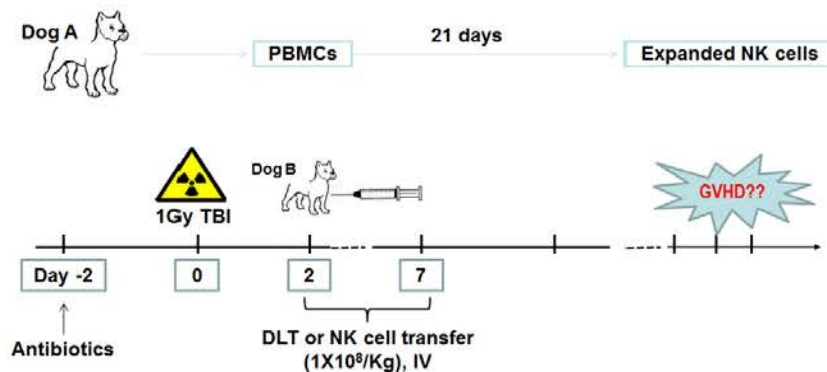 Dog A
PBMCs
21 days
Expanded NK cells
1Gy TBI
Dog B
GVHD??
Day -2
0
2
7
Antibiotics
DLT or NK cell transfer
(1X10⁸/Kg), IV